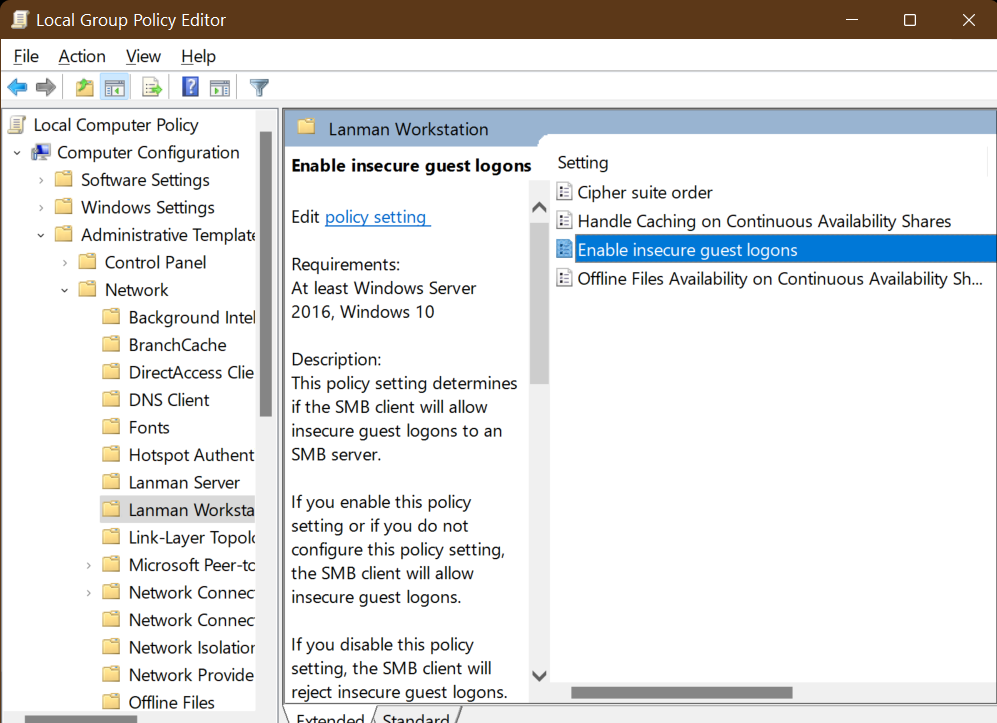 Local Group Policy Editor
File Action View Help
Local Computer Policy
Computer Configuration
Software Settings
Windows Settings
Administrative Template
Control Panel
Network
Background Intel
BranchCache
DirectAccess Clie
DNS Client
Fonts
Hotspot Authent
Lanman Server
Lanman Worksta
Link-Layer Topolo
Microsoft Peer-to
Network Connec
Network Connec
Network Isolation
Network Provide
Offline Files
Lanman Workstation
Enable insecure guest logons
Edit policy setting
Requirements:
At least Windows Server
2016, Windows 10
Description:
This policy setting determines
if the SMB client will allow
insecure guest logons to an
SMB server.
If you enable this policy
setting or if you do not
configure this policy setting,
the SMB client will allow
insecure guest logons.
If you disable this policy
setting, the SMB client will
reject insecure guest logons.
Setting
Cipher suite order
Handle Caching on Continuous Availability Shares
Enable insecure guest logons
Offline Files Availability on Continuous Availability Sh...
Extended Standard